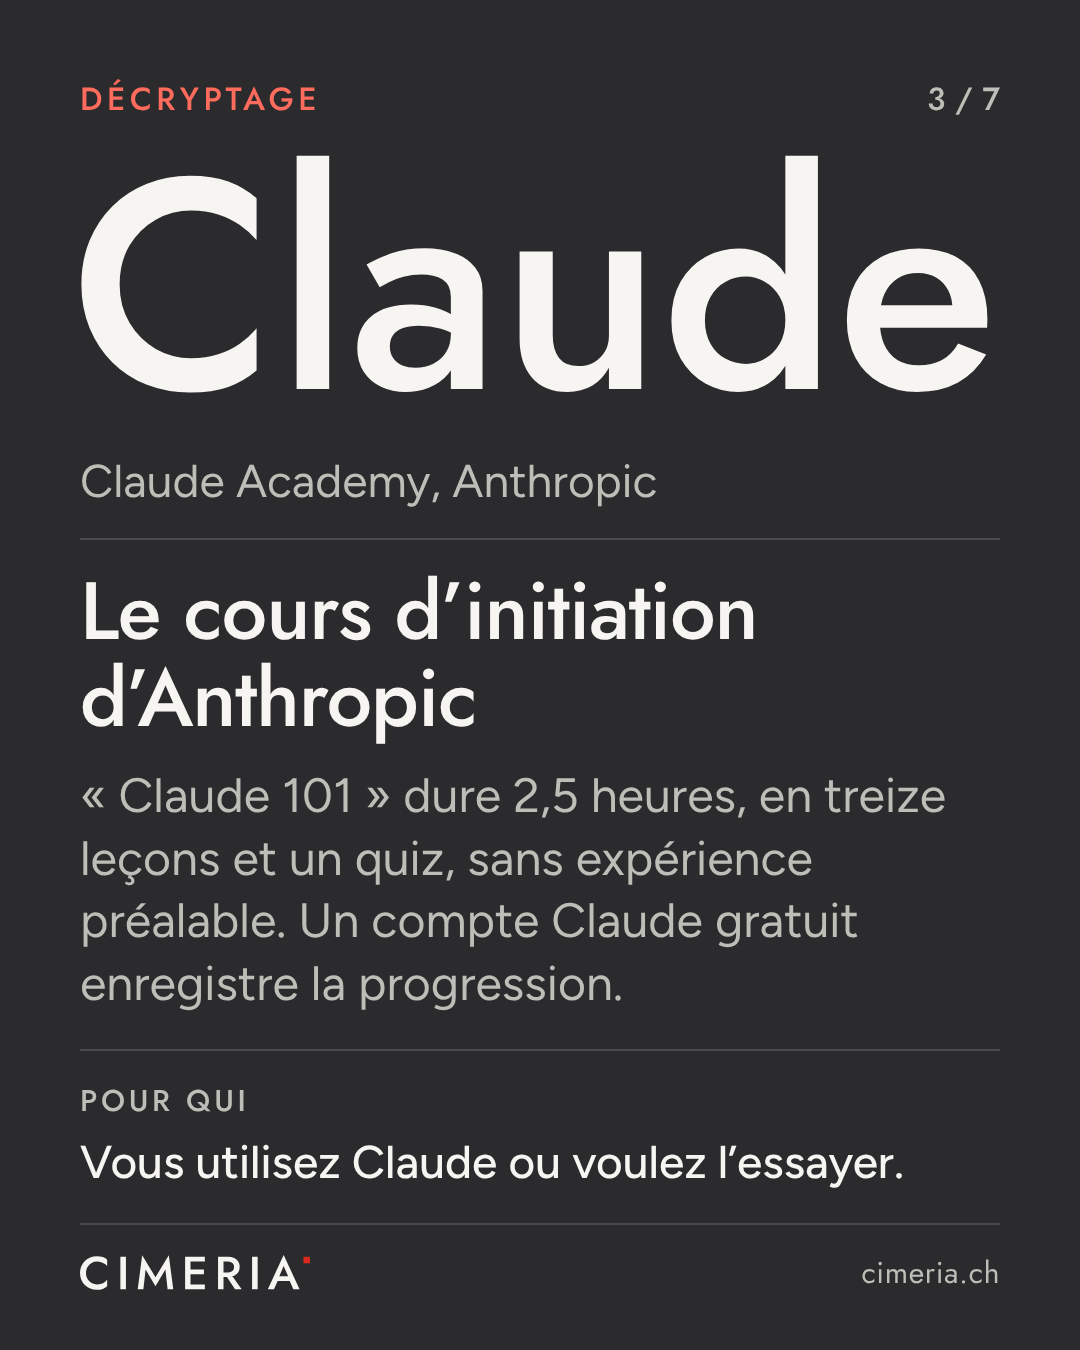 DÉCRYPTAGE
3 / 7
Claude
Claude Academy, Anthropic
Le cours d’initiation
d’Anthropic
« Claude 101 » dure 2,5 heures, en treize
leçons et un quiz, sans expérience
préalable. Un compte Claude gratuit
enregistre la progression.
POUR QUI
Vous utilisez Claude ou voulez l’essayer.
CIMERIA
cimeria.ch